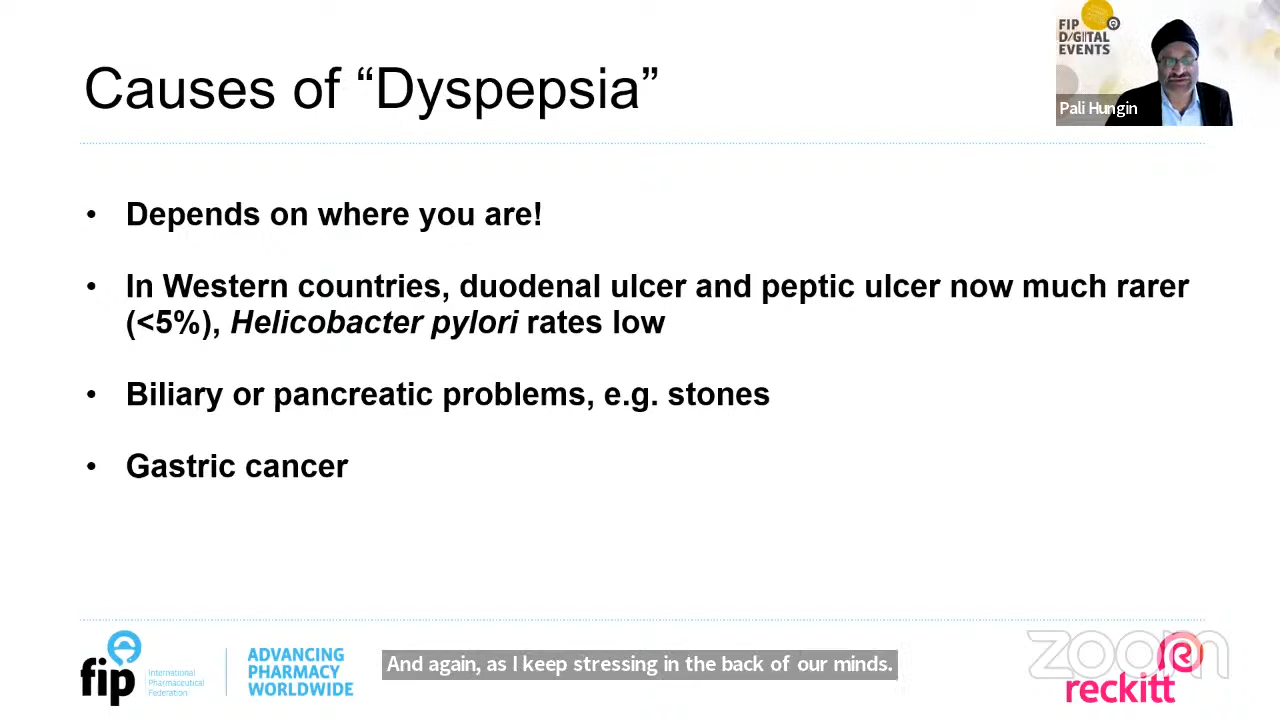 Causes of “Dyspepsia”
FIP
D/GITAL
EVENTS
Pali Hungin
• Depends on where you are!
• In Western countries, duodenal ulcer and peptic ulcer now much rarer
(<5%), Helicobacter pylori rates low
• Biliary or pancreatic problems, e.g. stones
• Gastric cancer
fip
International
Pharmaceutical
Federation
ADVANCING
PHARMACY
WORLDWIDE
And again, as I keep stressing in the back of our minds.
zoom
reckitt